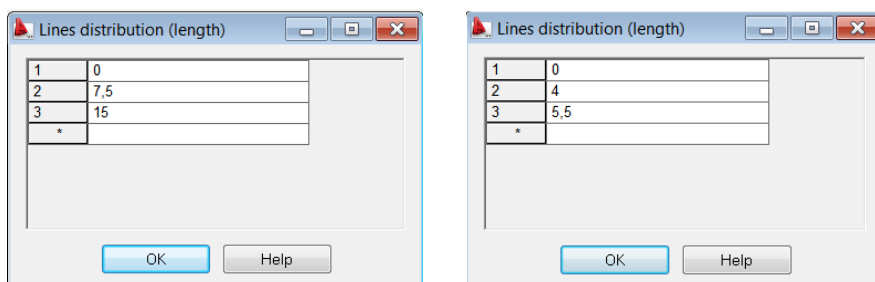 Lines distribution (length)
1 0
2 7,5
3 15
*
OK Help
Lines distribution (length)
1 0
2 4
3 5,5
*
OK Help